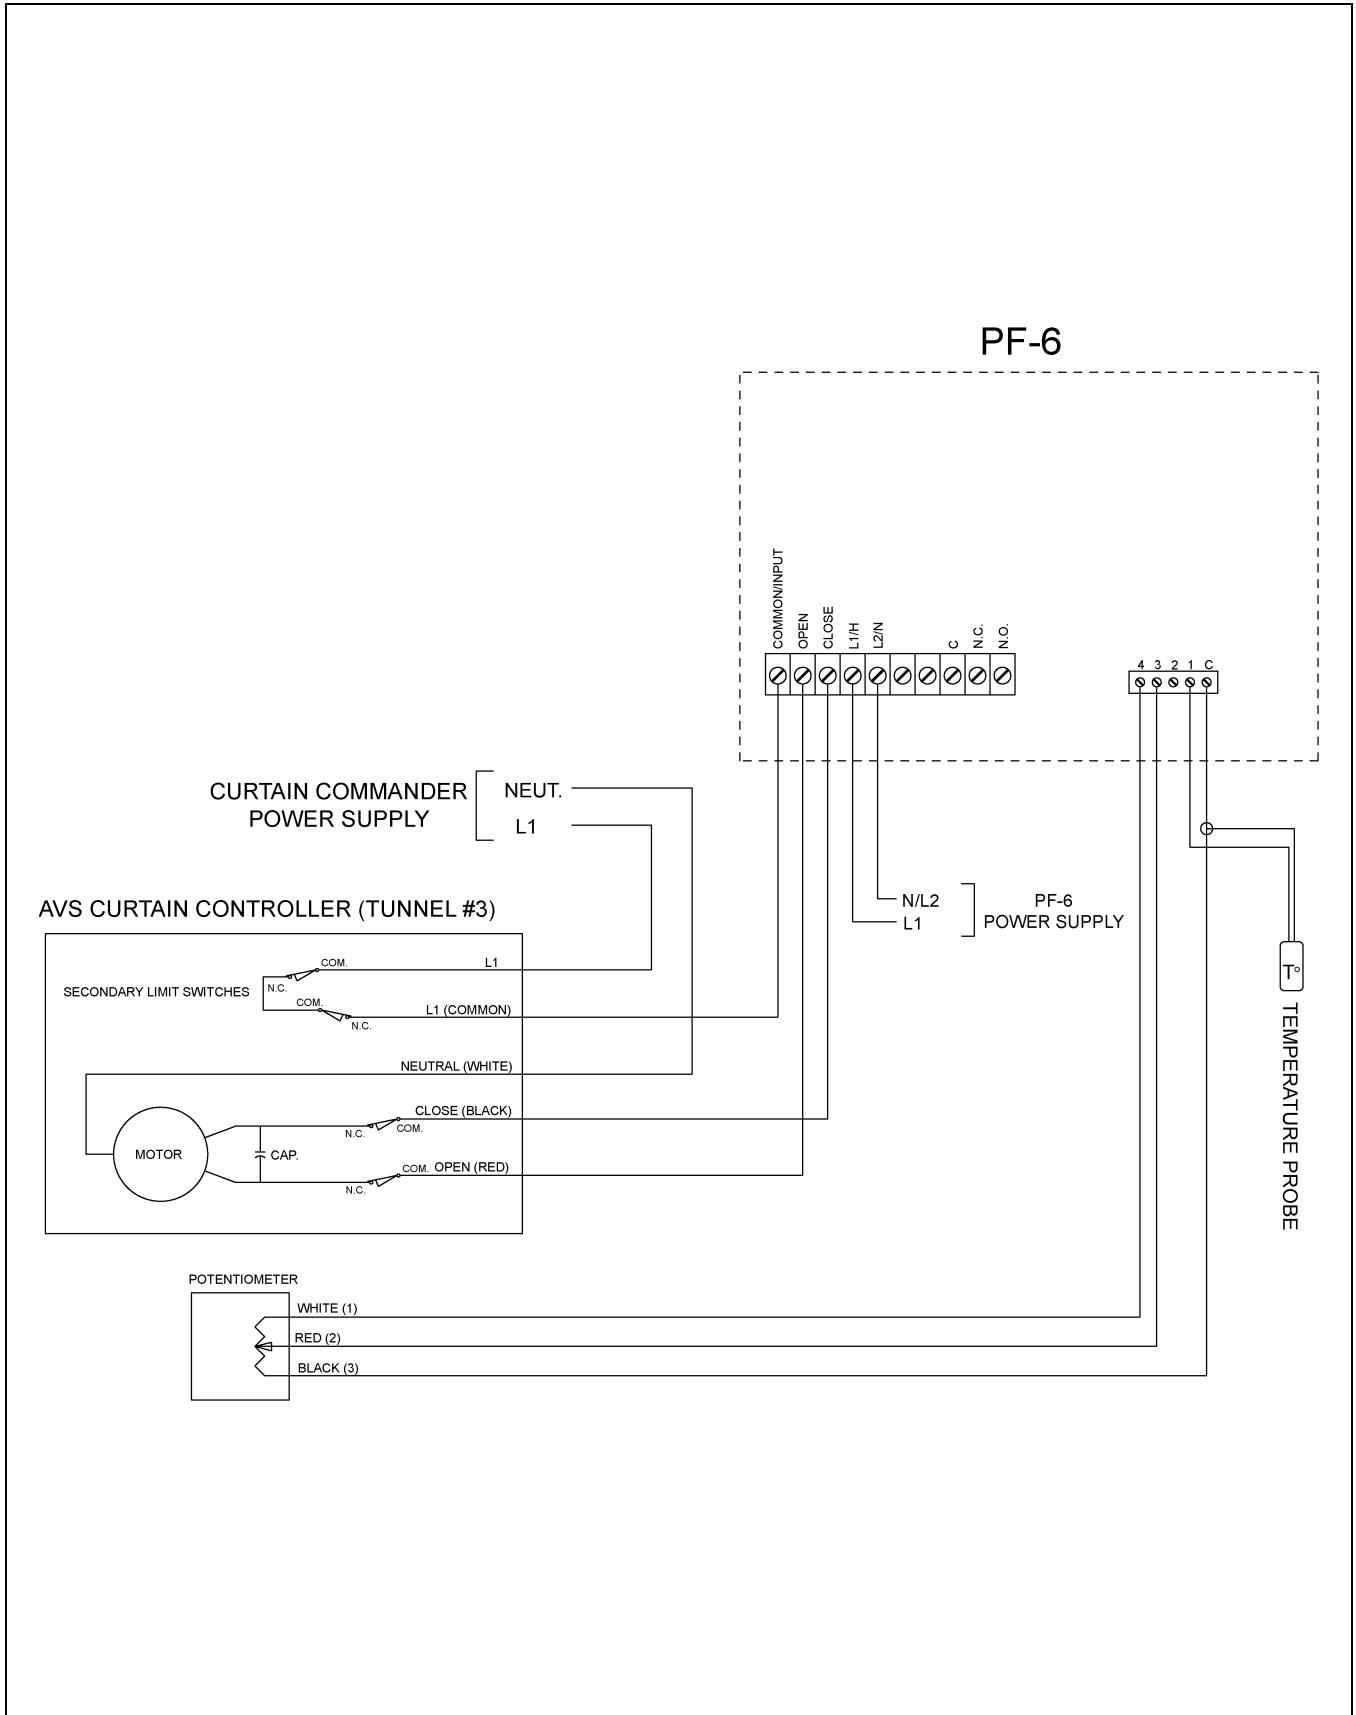 PF-6
COMMON/INPUT
OPEN
CLOSE
L1/H
L2/N
C
N.C.
N.O.
4 3 2 1 C
CURTAIN COMMANDER
POWER SUPPLY
NEUT.
L1
N/L2
L1
PF-6
POWER SUPPLY
AVS CURTAIN CONTROLLER (TUNNEL #3)
COM.
L1
N.C.
SECONDARY LIMIT SWITCHES
COM.
L1 (COMMON)
N.C.
NEUTRAL (WHITE)
CLOSE (BLACK)
N.C.
COM.
MOTOR
CAP.
COM.
OPEN (RED)
N.C.
T°
TEMPERATURE PROBE
POTENTIOMETER
WHITE (1)
RED (2)
BLACK (3)